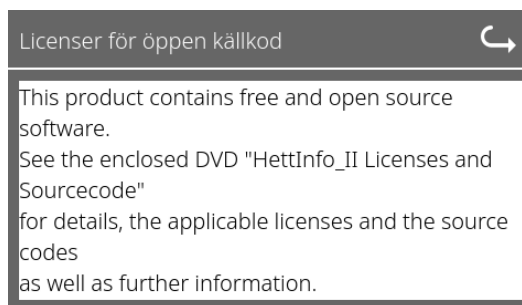 Licenser för öppen källkod
This product contains free and open source
software.
See the enclosed DVD "HettInfo_II Licenses and
Sourcecode"
for details, the applicable licenses and the source
codes
as well as further information.